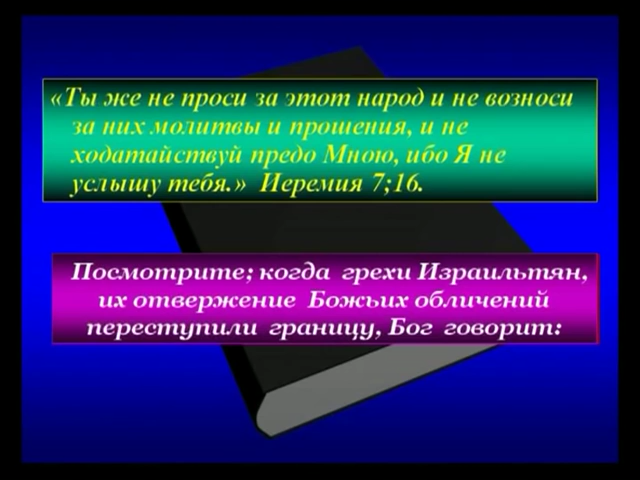 «Ты же не проси за этот народ и не возноси
за них молитвы и прошения, и не
ходатайствуй предо Мною, ибо Я не
услышу тебя.» Иеремия 7;16.
Посмотрите; когда грехи Израильтян,
их отвержение Божьих обличений
переступили границу, Бог говорит: